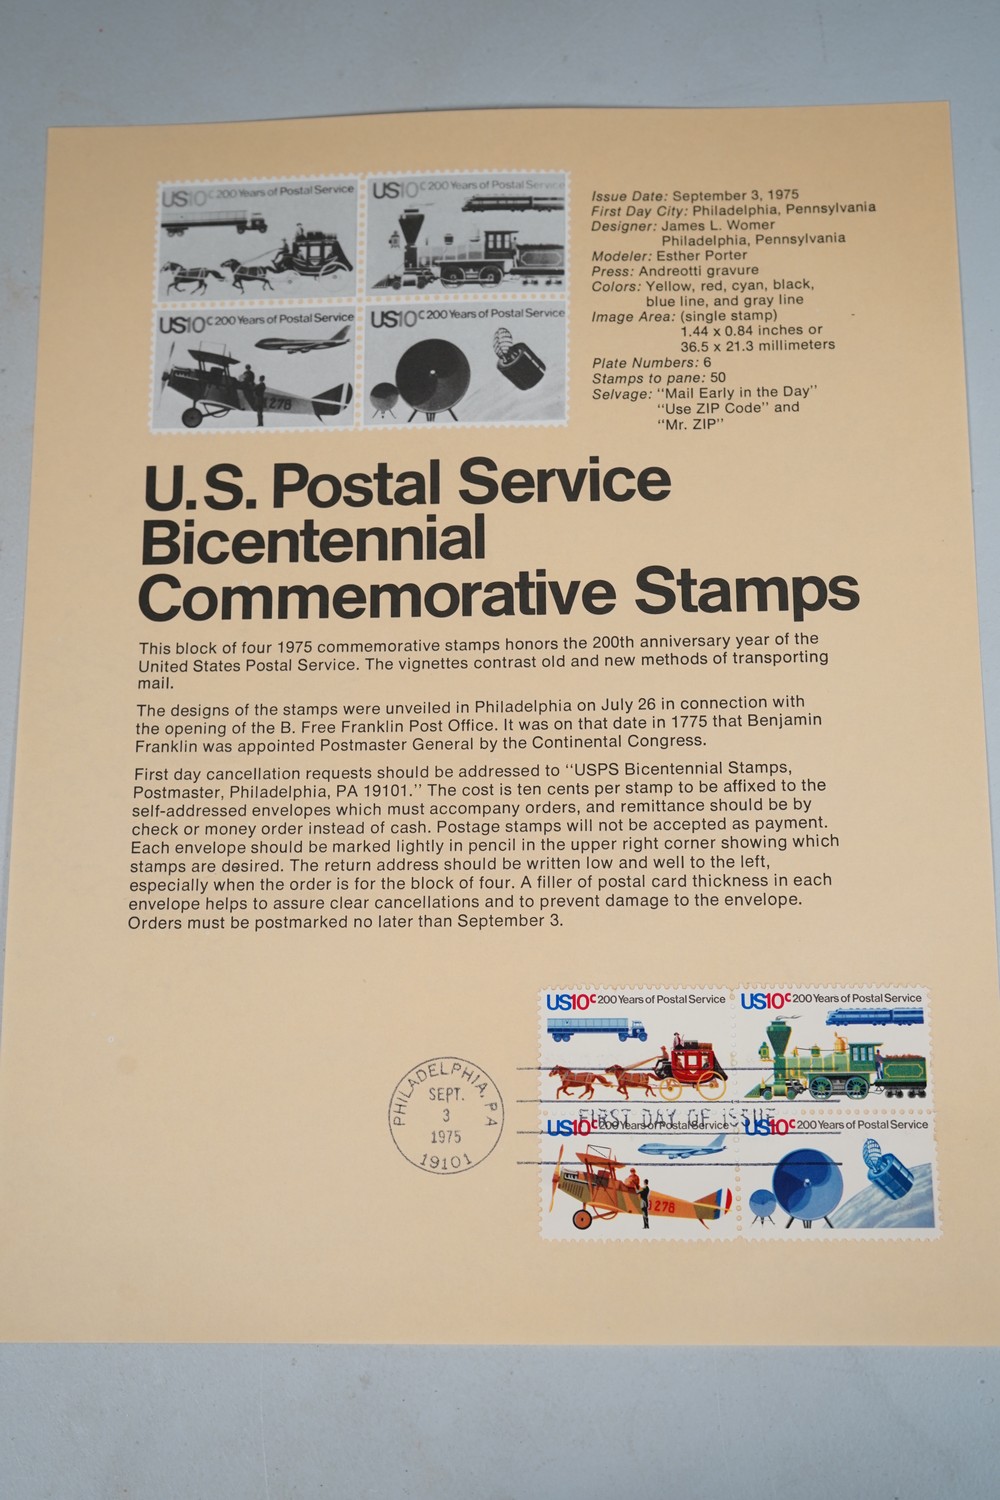 US10c 200 Years of Postal Service
US10c 200 Years of Postal Service
US10c 200 Years of Postal Service
1278
US10c 200 Years of Postal Service
Issue Date: September 3, 1975
First Day City: Philadelphia, Pennsylvania
Designer: James L. Womer
Philadelphia, Pennsylvania
Modeler: Esther Porter
Press: Andreotti gravure
Colors: Yellow, red, cyan, black,
blue line, and gray line
Image Area: (single stamp)
1.44 x 0.84 inches or
36.5 x 21.3 millimeters
Plate Numbers: 6
Stamps to pane: 50
Selvage: "Mail Early in the Day"
"Use ZIP Code" and
"Mr. ZIP"
U.S. Postal Service
Bicentennial
Commemorative Stamps
This block of four 1975 commemorative stamps honors the 200th anniversary year of the
United States Postal Service. The vignettes contrast old and new methods of transporting
mail.
The designs of the stamps were unveiled in Philadelphia on July 26 in connection with
the opening of the B. Free Franklin Post Office. It was on that date in 1775 that Benjamin
Franklin was appointed Postmaster General by the Continental Congress.
First day cancellation requests should be addressed to "USPS Bicentennial Stamps,
Postmaster, Philadelphia, PA 19101." The cost is ten cents per stamp to be affixed to the
self-addressed envelopes which must accompany orders, and remittance should be by
check or money order instead of cash. Postage stamps will not be accepted as payment.
Each envelope should be marked lightly in pencil in the upper right corner showing which
stamps are desired. The return address should be written low and well to the left,
especially when the order is for the block of four. A filler of postal card thickness in each
envelope helps to assure clear cancellations and to prevent damage to the envelope.
Orders must be postmarked no later than September 3.
US10c 200 Years of Postal Service
US10c 200 Years of Postal Service
PHILADELPHIA, PA
SEPT.
3
1975
19101
FIRST DAY OF ISSUE
US10c 200 Years of Postal Service
1278
US10c 200 Years of Postal Service